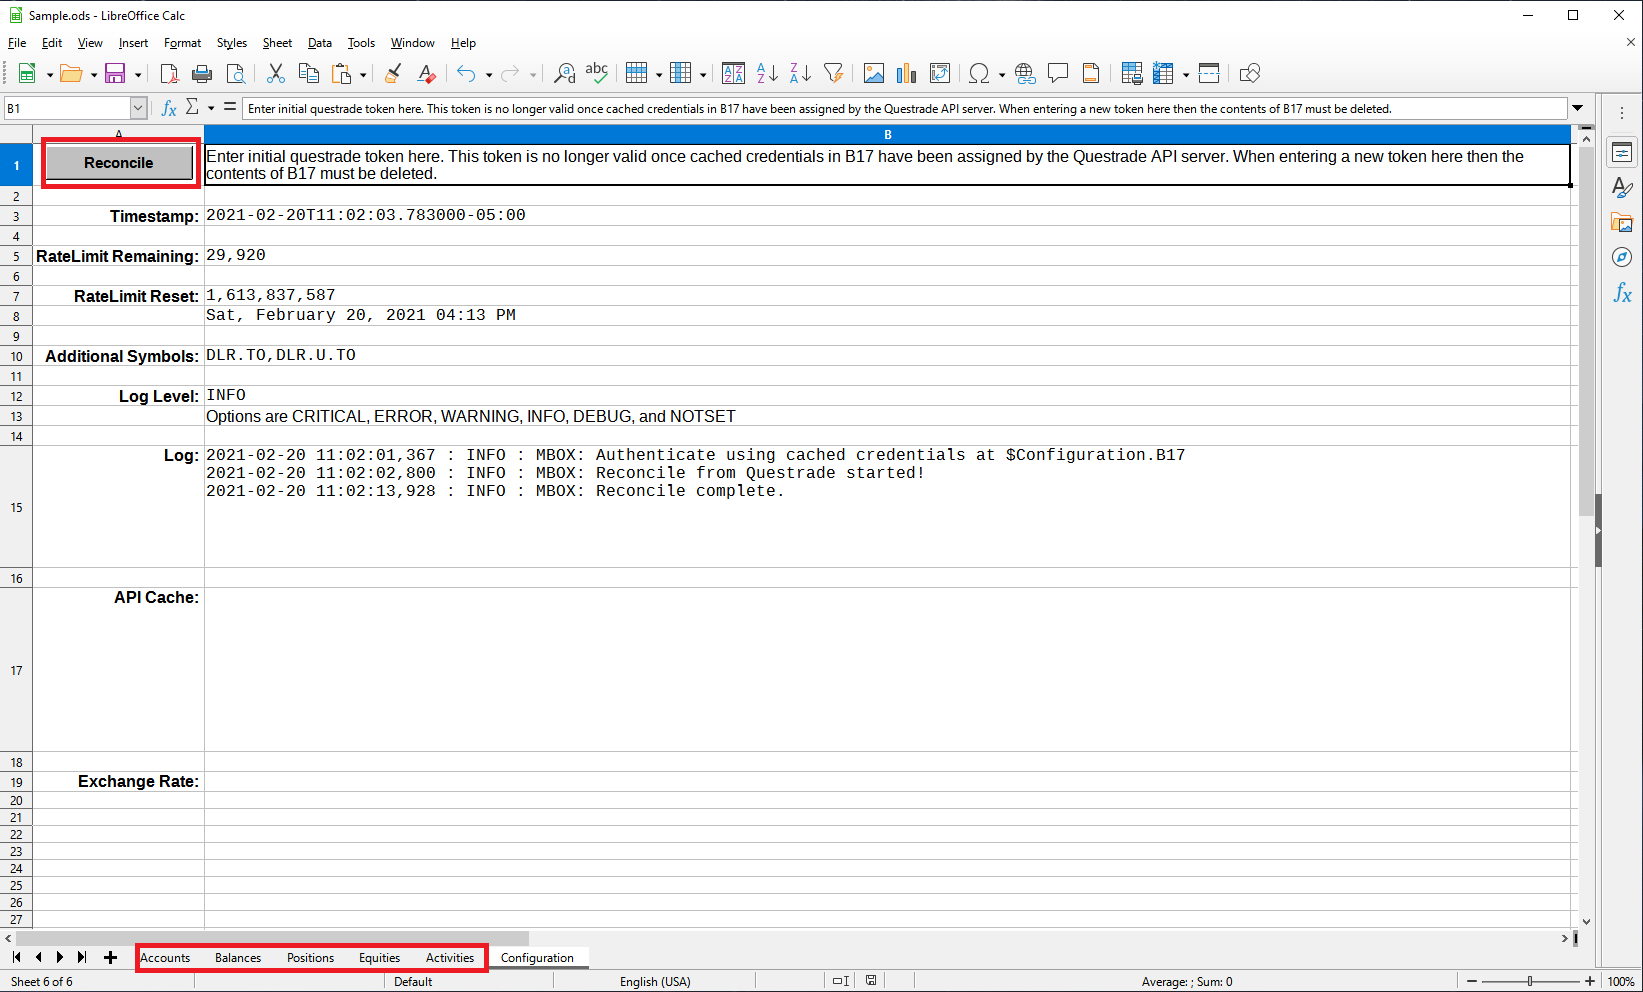 Sample.ods - LibreOffice Calc
File Edit View Insert Format Styles Sheet Data Tools Window Help
B1
Enter initial questrade token here. This token is no longer valid once cached credentials in B17 have been assigned by the Questrade API server. When entering a new token here then the contents of B17 must be deleted.
A B
1 Reconcile Enter initial questrade token here. This token is no longer valid once cached credentials in B17 have been assigned by the Questrade API server. When entering a new token here then the
contents of B17 must be deleted.
2
3 Timestamp: 2021-02-20T11:02:03.783000-05:00
4
5 RateLimit Remaining: 29,920
6
7 RateLimit Reset: 1,613,837,587
8 Sat, February 20, 2021 04:13 PM
9
10 Additional Symbols: DLR.TO,DLR.U.TO
11
12 Log Level: INFO
13 Options are CRITICAL, ERROR, WARNING, INFO, DEBUG, and NOTSET
14
Log: 2021-02-20 11:02:01,367 : INFO : MBOX: Authenticate using cached credentials at $Configuration.B17
2021-02-20 11:02:02,800 : INFO : MBOX: Reconcile from Questrade started!
2021-02-20 11:02:13,928 : INFO : MBOX: Reconcile complete.
15
16
API Cache:
17
18
19 Exchange Rate:
20
21
22
23
24
25
26
27
Accounts Balances Positions Equities Activities Configuration
Sheet 6 of 6 Default English (USA) Average: ; Sum: 0 100%